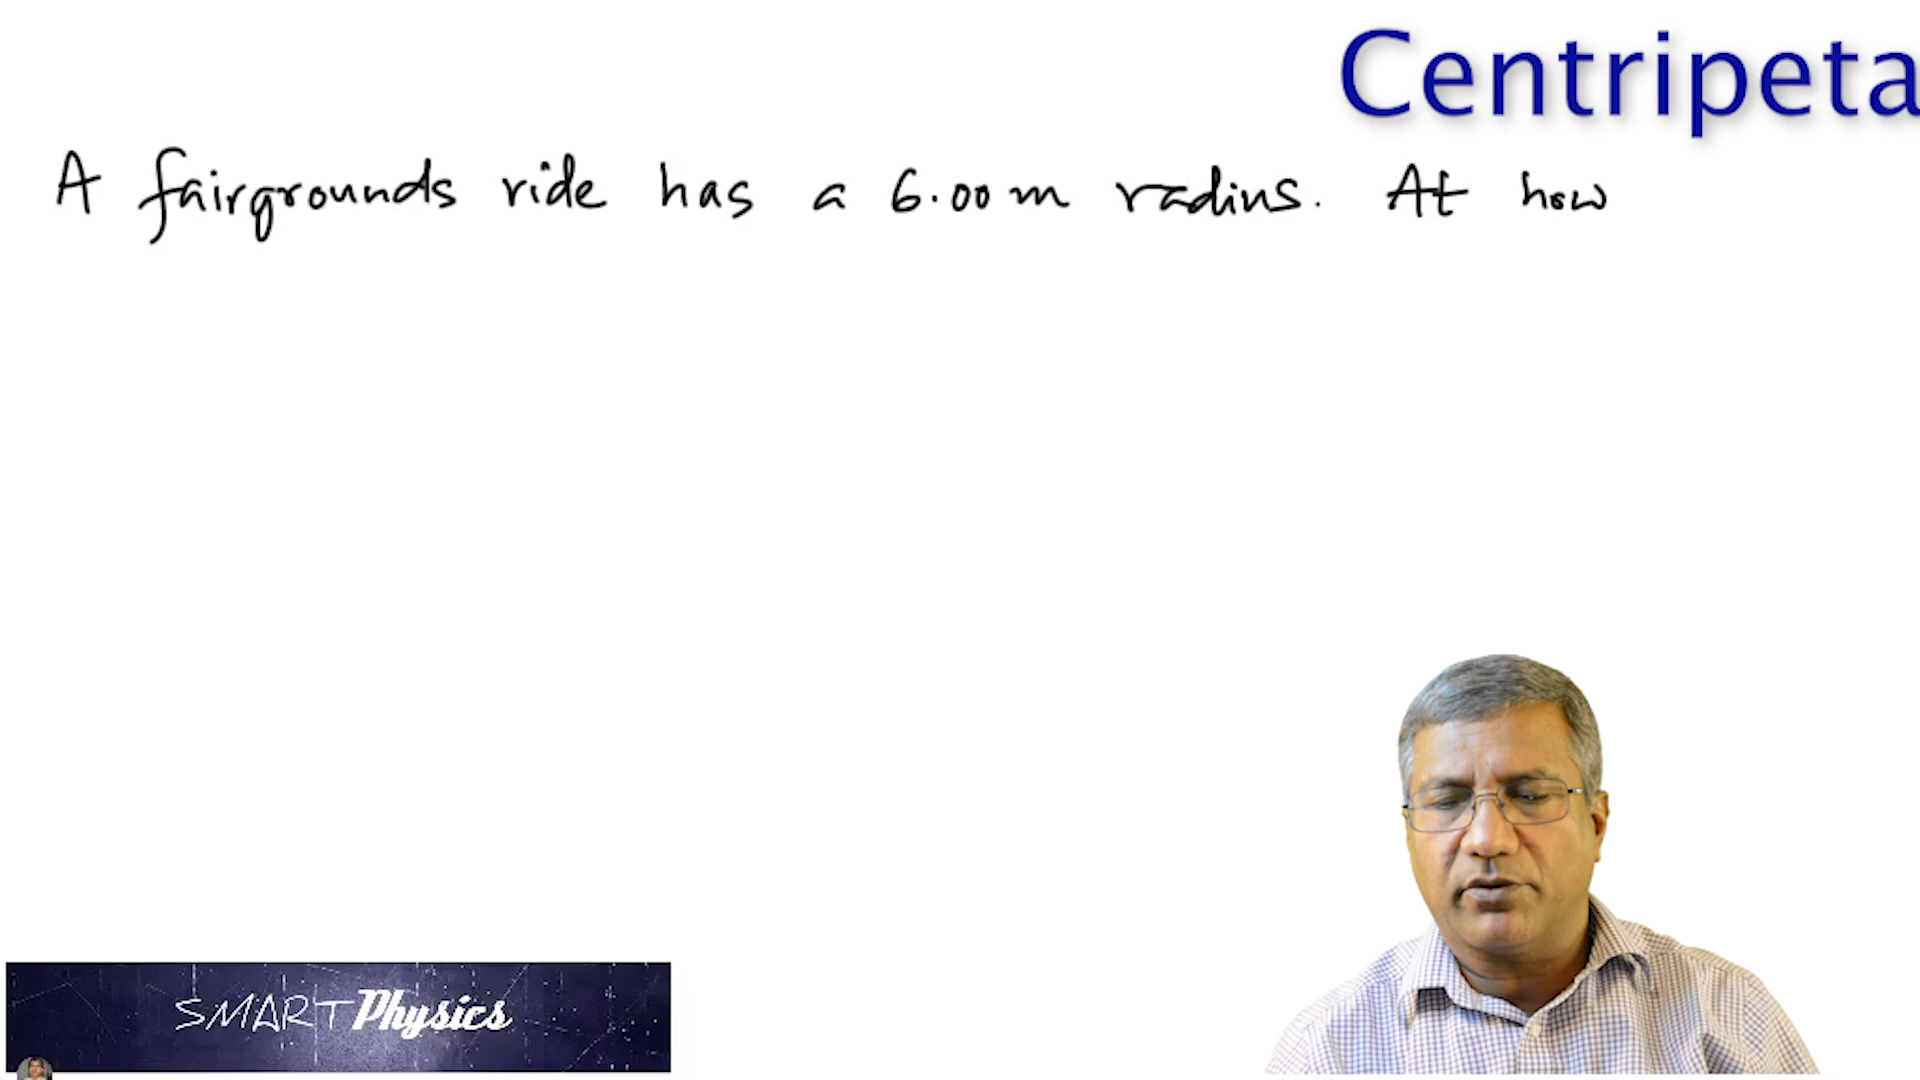 Centripeta
A fairgrounds ride has a 6.00 m radius. At how
SMART Physics